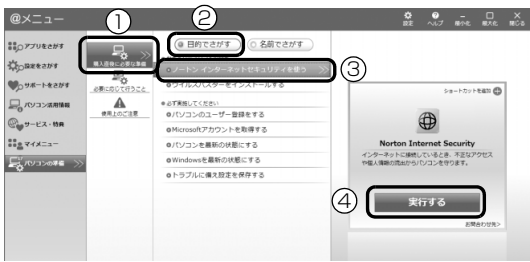 @メニュー
設定
ヘルプ
最小化
最大化
閉じる
①
②
③
④
アプリをさがす
設定をさがす
サポートをさがす
パソコン活用情報
サービス・特典
マイメニュー
パソコンの準備
購入直後に必要な準備
必要に応じて行うこと
使用上のご注意
目的でさがす
名前でさがす
ノートン インターネットセキュリティを使う
ウイルスバスターをインストールする
必ず実施してください
パソコンのユーザー登録をする
Microsoftアカウントを取得する
パソコンを最新の状態にする
Windowsを最新の状態にする
トラブルに備え設定を保存する
ショートカットを追加
Norton Internet Security
インターネットに接続しているとき、不正なアクセス
や個人情報の流出からパソコンを守ります。
実行する
お問合わせ先>